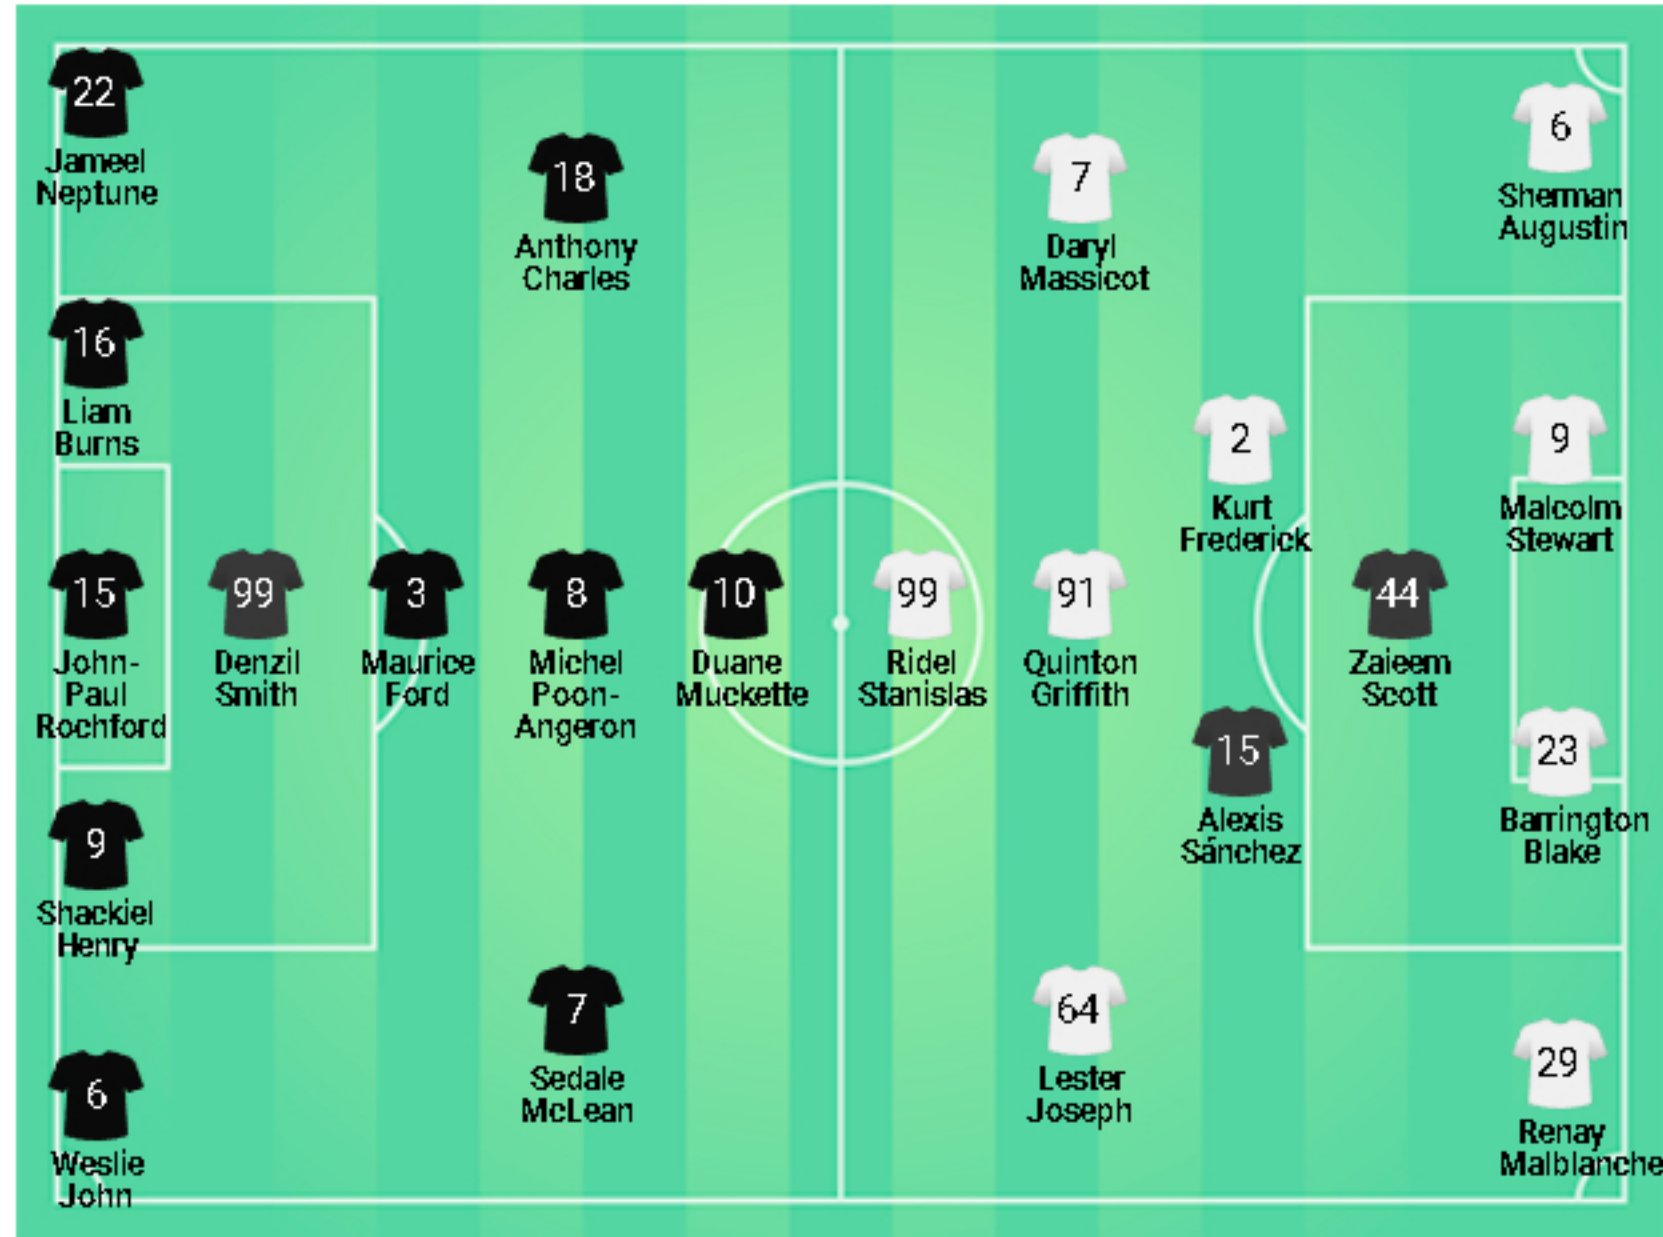 22
Jameel
Neptune
16
Liam
Burns
15
John-
Paul
Rochford
9
Shackiel
Henry
6
Weslie
John
99
Denzil
Smith
3
Maurice
Ford
18
Anthony
Charles
8
Michel
Poon-
Angeron
7
Sedale
McLean
10
Duane
Muckette
99
Ridel
Stanislas
7
Daryl
Massicot
91
Quinton
Griffith
64
Lester
Joseph
2
Kurt
Frederick
15
Alexis
Sánchez
44
Zaieem
Scott
6
Sherman
Augustin
9
Malcolm
Stewart
23
Barrington
Blake
29
Renay
Malblanche